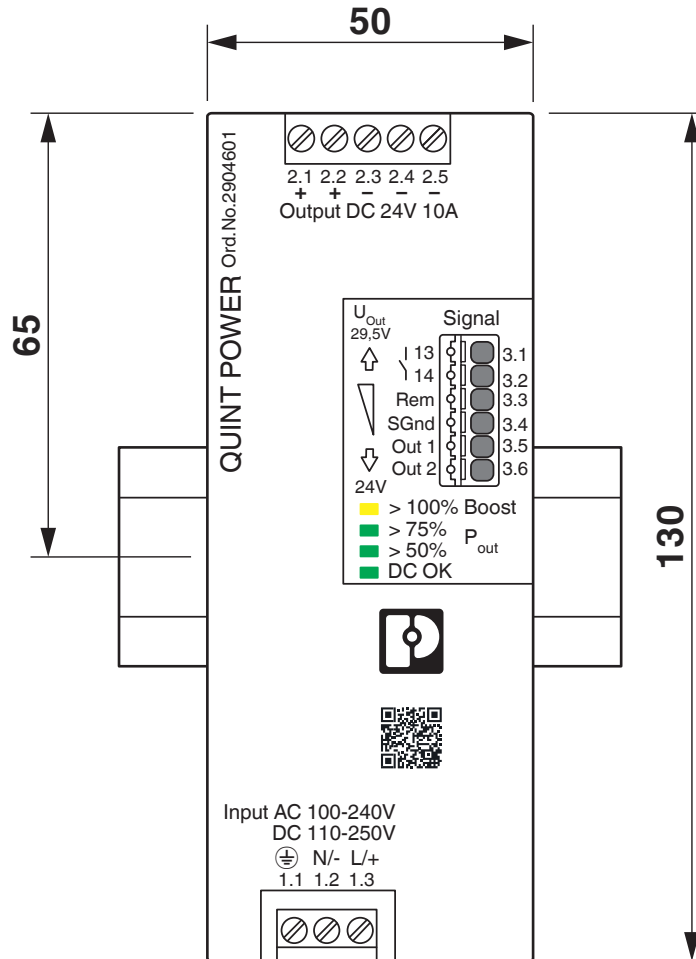 50
65
130
QUINT POWER Ord.No.2904601
2.1 2.2 2.3 2.4 2.5
+ + – – –
Output DC 24V 10A
UOut
29,5V
24V
Signal
13 3.1
14 3.2
Rem 3.3
SGnd 3.4
Out 1 3.5
Out 2 3.6
> 100% Boost
> 75%
> 50%
Pout
DC OK
Input AC 100-240V
DC 110-250V
N/- L/+
1.1 1.2 1.3